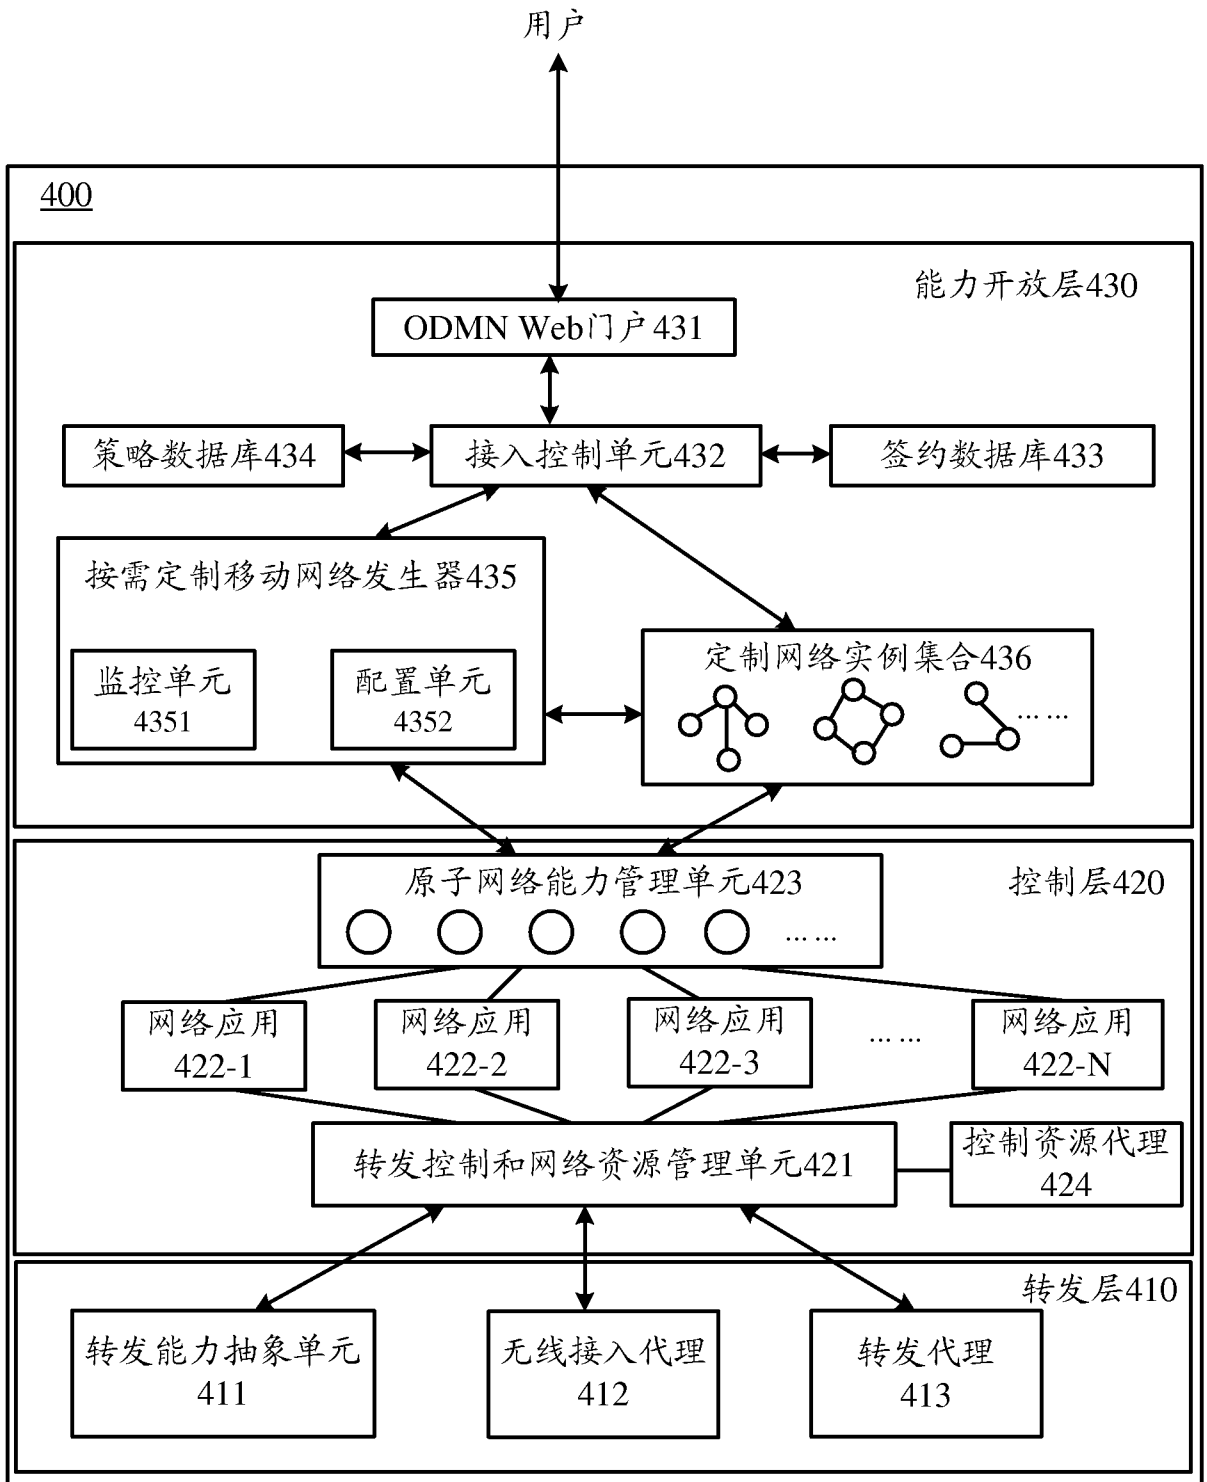 用户
400
能力开放层430
ODMN Web门户431
策略数据库434
接入控制单元432
签约数据库433
按需定制移动网络发生器435
监控单元
4351
配置单元
4352
定制网络实例集合436
……
原子网络能力管理单元423
……
控制层420
网络应用
422-1
网络应用
422-2
网络应用
422-3
……
网络应用
422-N
转发控制和网络资源管理单元421
控制资源代理
424
转发层410
转发能力抽象单元
411
无线接入代理
412
转发代理
413